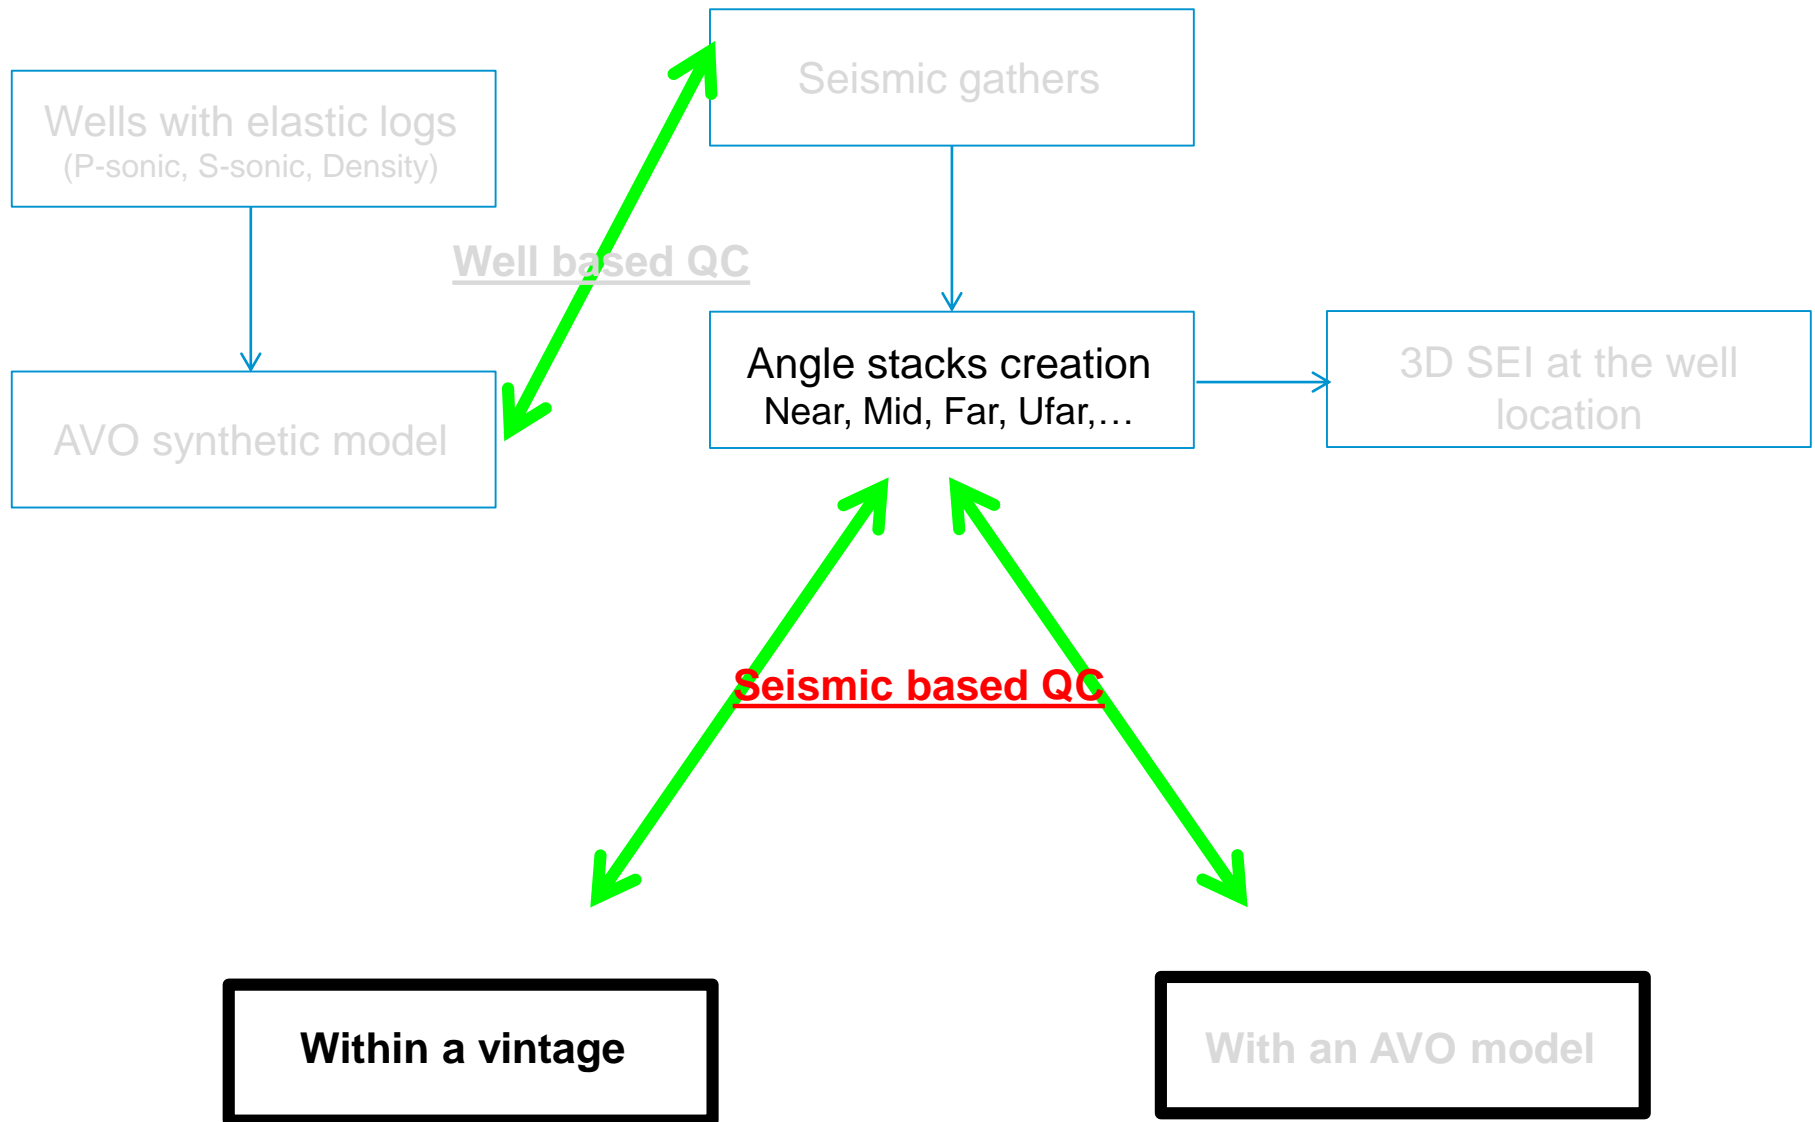 Seismic gathers
Wells with elastic logs
(P-sonic, S-sonic, Density)
Well based QC
Angle stacks creation
Near, Mid, Far, Ufar,…
3D SEI at the well
location
AVO synthetic model
Seismic based QC
Within a vintage
With an AVO model